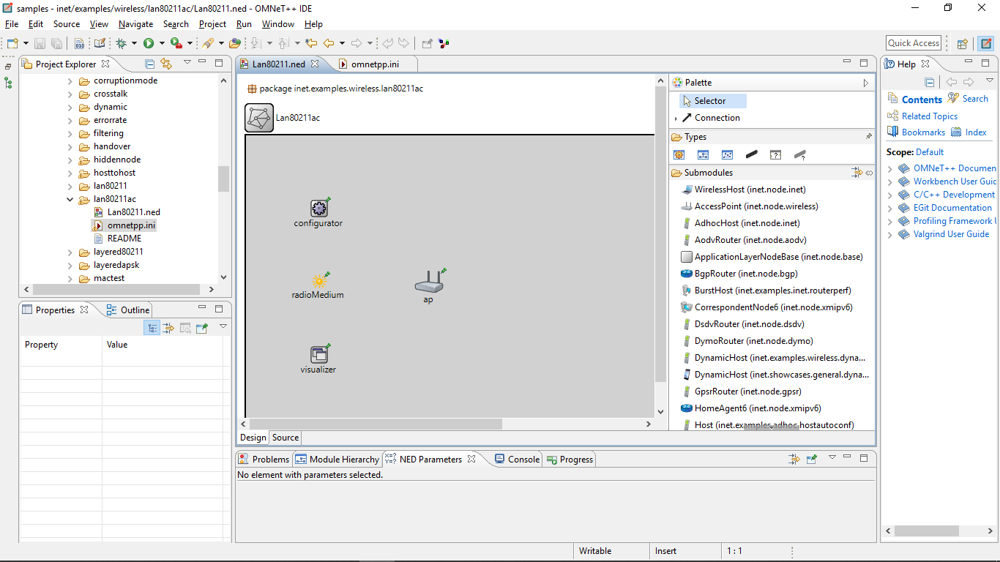 samples - inet/examples/wireless/lan80211ac/Lan80211.ned - OMNeT++ IDE
File Edit Source View Navigate Search Project Run Window Help
Quick Access
Project Explorer
corruptionmode
crosstalk
dynamic
errorrate
filtering
handover
hiddennode
hosttohost
lan80211
lan80211ac
Lan80211.ned
omnetpp.ini
README
layered80211
layeredapsk
mactest
Properties Outline
Property Value
Lan80211.ned omnetpp.ini
package inet.examples.wireless.lan80211ac
Lan80211ac
configurator
radioMedium
ap
visualizer
Design Source
Palette
Selector
Connection
Types
Submodules
WirelessHost (inet.node.inet)
AccessPoint (inet.node.wireless)
AdhocHost (inet.node.inet)
AodvRouter (inet.node.aodv)
ApplicationLayerNodeBase (inet.node.base)
BgpRouter (inet.node.bgp)
BurstHost (inet.examples.inet.routerperf)
CorrespondentNode6 (inet.node.xmipv6)
DsdvRouter (inet.node.dsdv)
DymoRouter (inet.node.dymo)
DynamicHost (inet.examples.wireless.dyna...
DynamicHost (inet.showcases.general.dyna...
GpsrRouter (inet.node.gpsr)
HomeAgent6 (inet.node.xmipv6)
Host (inet.examples.adhoc.hostautoconf)
Problems Module Hierarchy NED Parameters Console Progress
No element with parameters selected.
Help
Contents Search
Related Topics
Bookmarks Index
Scope: Default
OMNeT++ Documen
Workbench User Guid
C/C++ Development
EGit Documentation
Profiling Framework U
Valgrind User Guide
Writable Insert 1 : 1